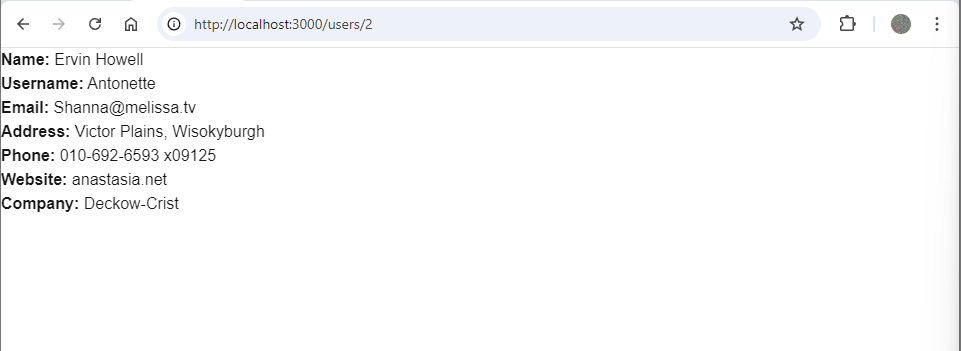 http://localhost:3000/users/2
Name: Ervin Howell
Username: Antonette
Email: Shanna@melissa.tv
Address: Victor Plains, Wisokyburgh
Phone: 010-692-6593 x09125
Website: anastasia.net
Company: Deckow-Crist